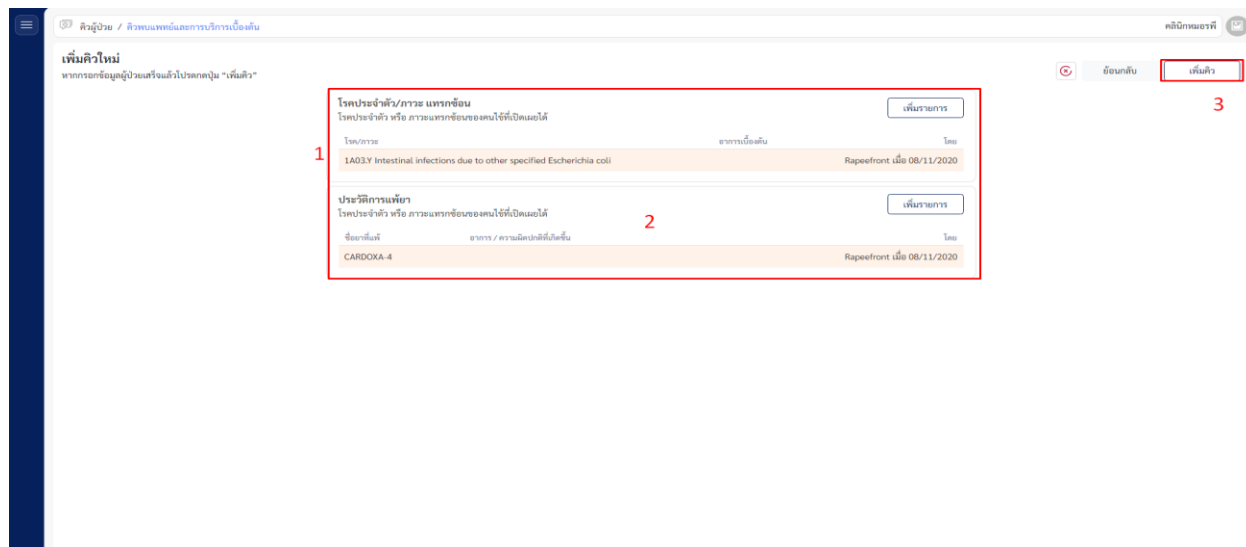 คิวผู้ป่วย / คิวพบแพทย์และการบริการเบื้องต้น
คลินิกหมอรพี
เพิ่มคิวใหม่
หากกรอกข้อมูลผู้ป่วยเสร็จแล้วโปรดกดปุ่ม "เพิ่มคิว"
ย้อนกลับ
เพิ่มคิว
3
โรคประจำตัว/ภาวะ แทรกซ้อน
โรคประจำตัว หรือ ภาวะแทรกซ้อนของคนไข้ที่เปิดเผยได้
เพิ่มรายการ
1
โรค/ภาวะ อาการเบื้องต้น โดย
1A03.Y Intestinal infections due to other specified Escherichia coli Rapeefront เมื่อ 08/11/2020
ประวัติการแพ้ยา
โรคประจำตัว หรือ ภาวะแทรกซ้อนของคนไข้ที่เปิดเผยได้
เพิ่มรายการ
2
ชื่อยาที่แพ้ อาการ / ความผิดปกติที่เกิดขึ้น โดย
CARDOXA-4 Rapeefront เมื่อ 08/11/2020